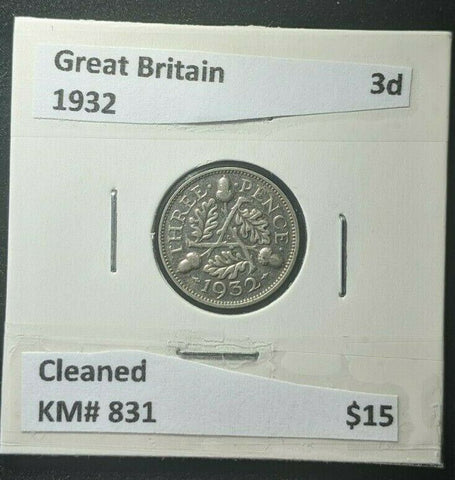 Great Britain 3d
1932
THREE · PENCE ·
1932
Cleaned
KM# 831 $15